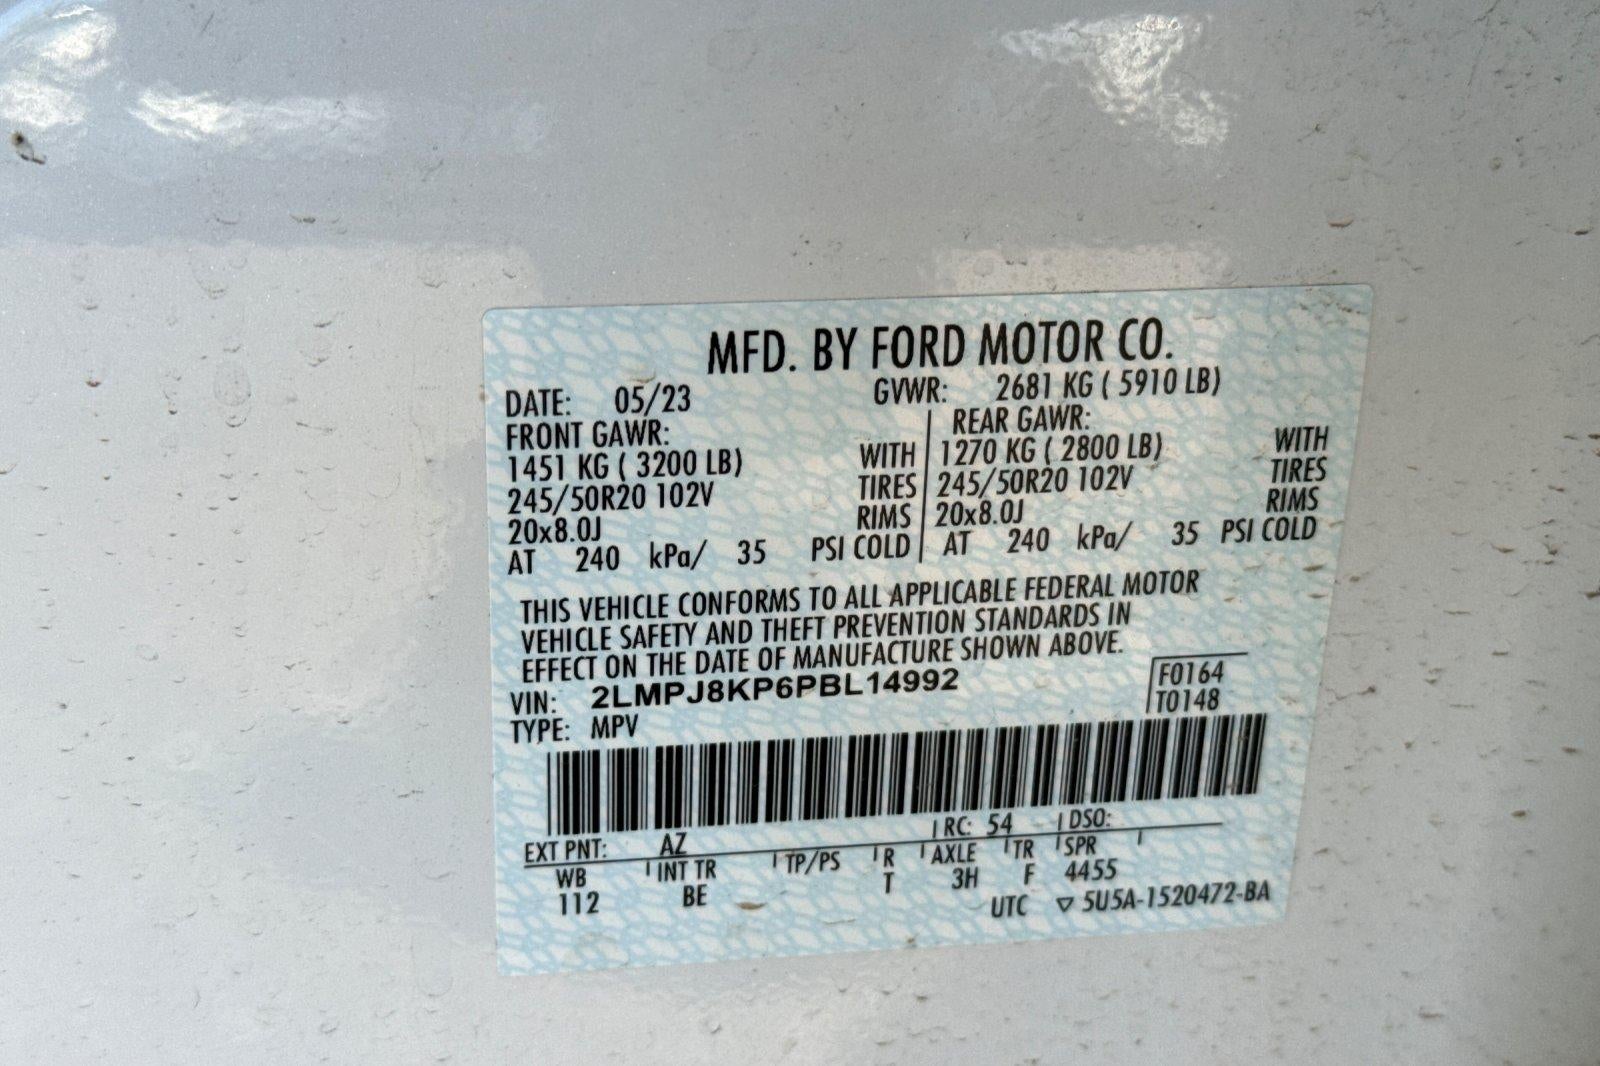 MFD. BY FORD MOTOR CO.
DATE: 05/23 GVWR: 2681 KG ( 5910 LB)
FRONT GAWR: REAR GAWR:
1451 KG ( 3200 LB) WITH 1270 KG ( 2800 LB) WITH
245/50R20 102V TIRES 245/50R20 102V TIRES
20x8.0J RIMS 20x8.0J RIMS
AT 240 kPa/ 35 PSI COLD AT 240 kPa/ 35 PSI COLD
THIS VEHICLE CONFORMS TO ALL APPLICABLE FEDERAL MOTOR
VEHICLE SAFETY AND THEFT PREVENTION STANDARDS IN
EFFECT ON THE DATE OF MANUFACTURE SHOWN ABOVE.
VIN: 2LMPJ8KP6PBL14992 F0164
TYPE: MPV T0148
EXT PNT: AZ RC: 54 DSO:
WB INT TR TP/PS R AXLE TR SPR
112 BE T 3H F 4455
UTC ▽ 5U5A-1520472-BA